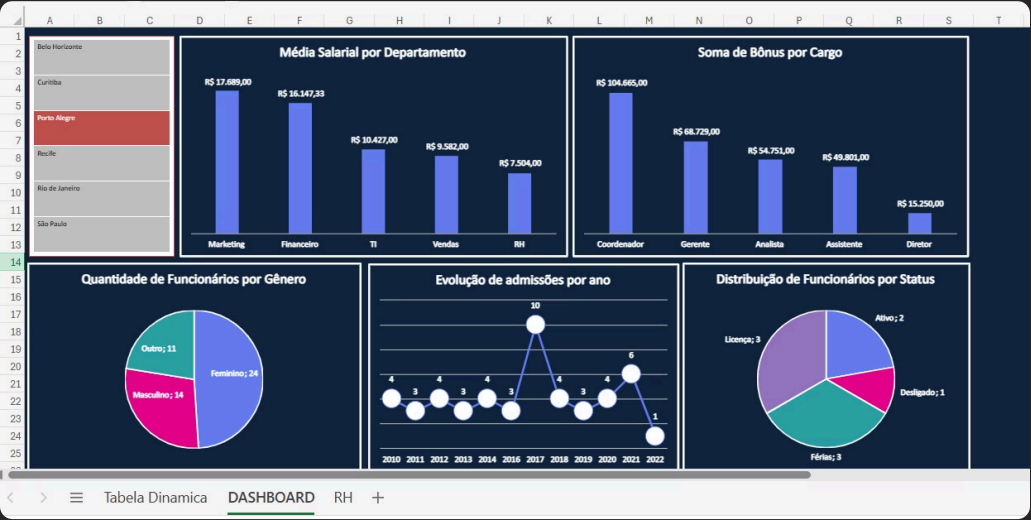 A B C D E F G H I J K L M N O P Q R S T
1
2
3
4
5
6
7
8
9
10
11
12
13
14
15
16
17
18
19
20
21
22
23
24
25
Belo Horizonte
Curitiba
Porto Alegre
Recife
Rio de Janeiro
São Paulo
Média Salarial por Departamento
R$ 17.689,00
R$ 16.147,33
R$ 10.427,00
R$ 9.582,00
R$ 7.504,00
Marketing Financeiro TI Vendas RH
Soma de Bônus por Cargo
R$ 104.665,00
R$ 68.729,00
R$ 54.751,00
R$ 49.801,00
R$ 15.250,00
Coordenador Gerente Analista Assistente Diretor
Quantidade de Funcionários por Gênero
Outro; 11
Feminino; 24
Masculino; 14
Evolução de admissões por ano
4 3 4 3 4 3 10 4 3 4 6 1
2010 2011 2012 2013 2014 2016 2017 2018 2019 2020 2021 2022
Distribuição de Funcionários por Status
Ativo; 2
Licença; 3
Desligado; 1
Férias; 3
Tabela Dinamica DASHBOARD RH